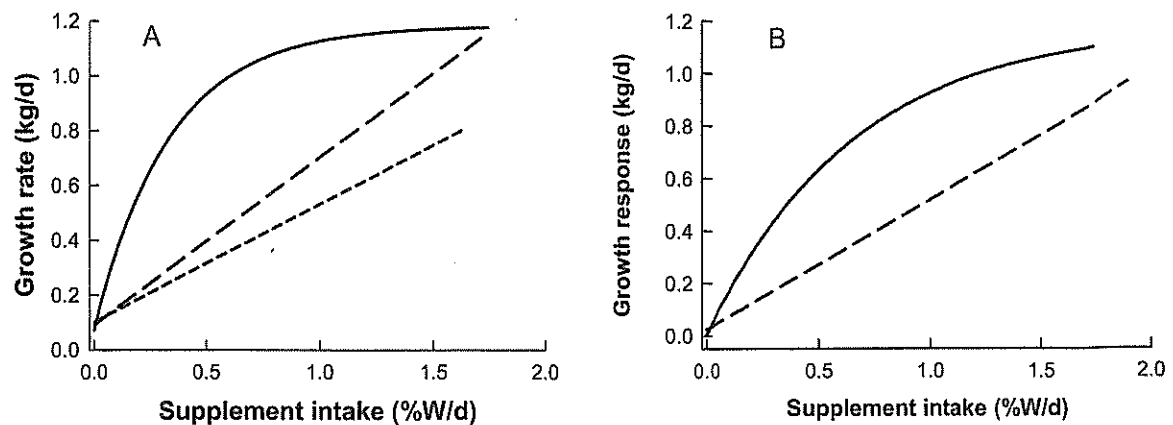 A
Growth rate (kg/d)
1.2
1.0
0.8
0.6
0.4
0.2
0.0
0.0 0.5 1.0 1.5 2.0
Supplement intake (%W/d)
B
Growth response (kg/d)
1.2
1.0
0.8
0.6
0.4
0.2
0.0
0.0 0.5 1.0 1.5 2.0
Supplement intake (%W/d)